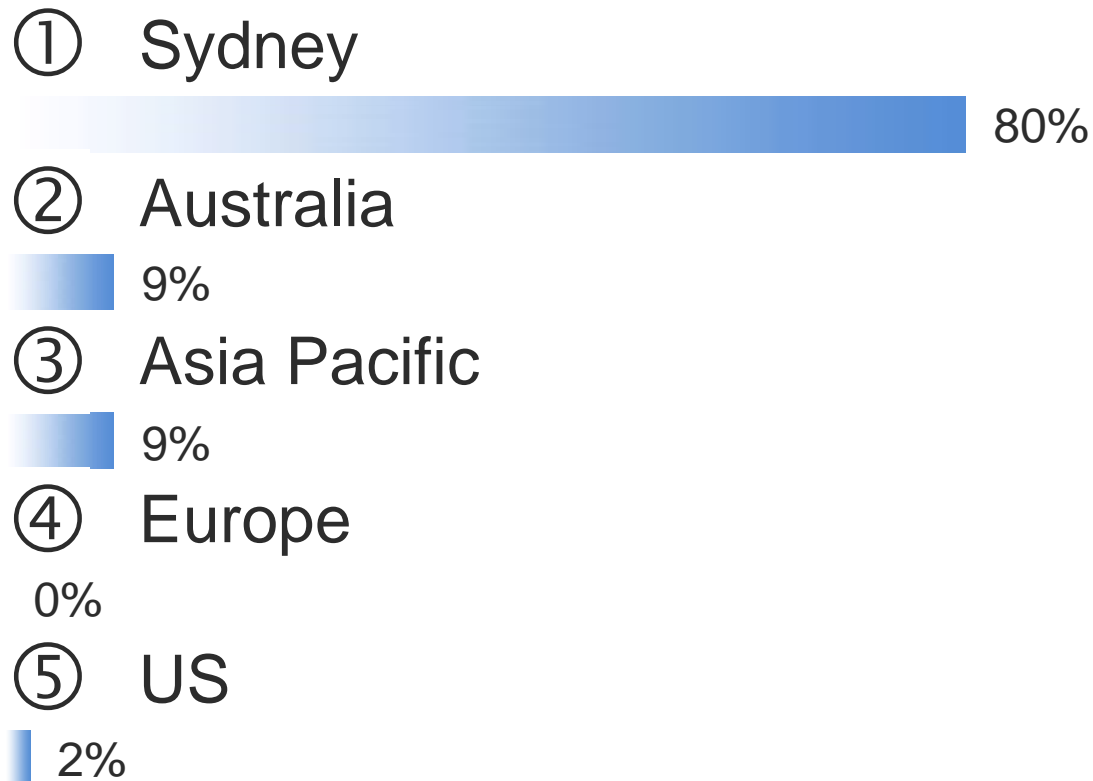 ① Sydney
80%
② Australia
9%
③ Asia Pacific
9%
④ Europe
0%
⑤ US
2%